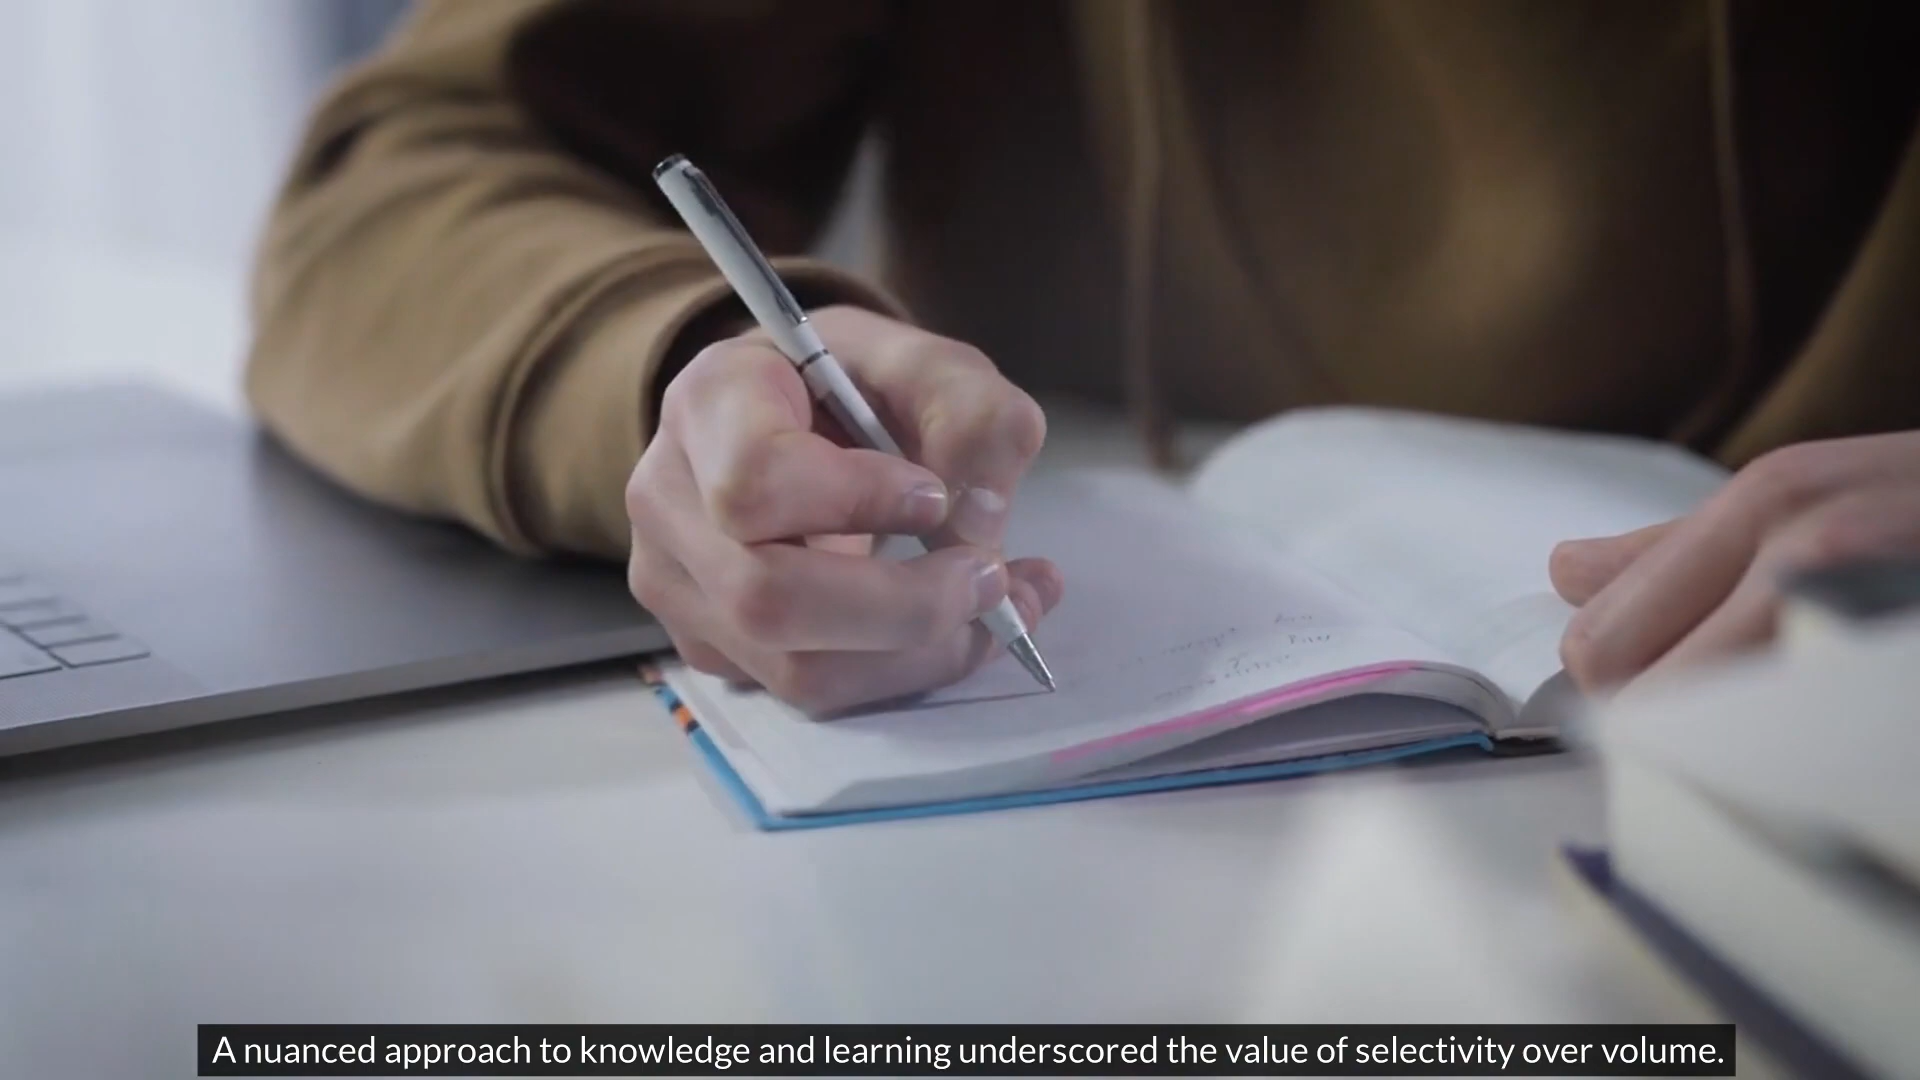 A nuanced approach to knowledge and learning underscored the value of selectivity over volume.